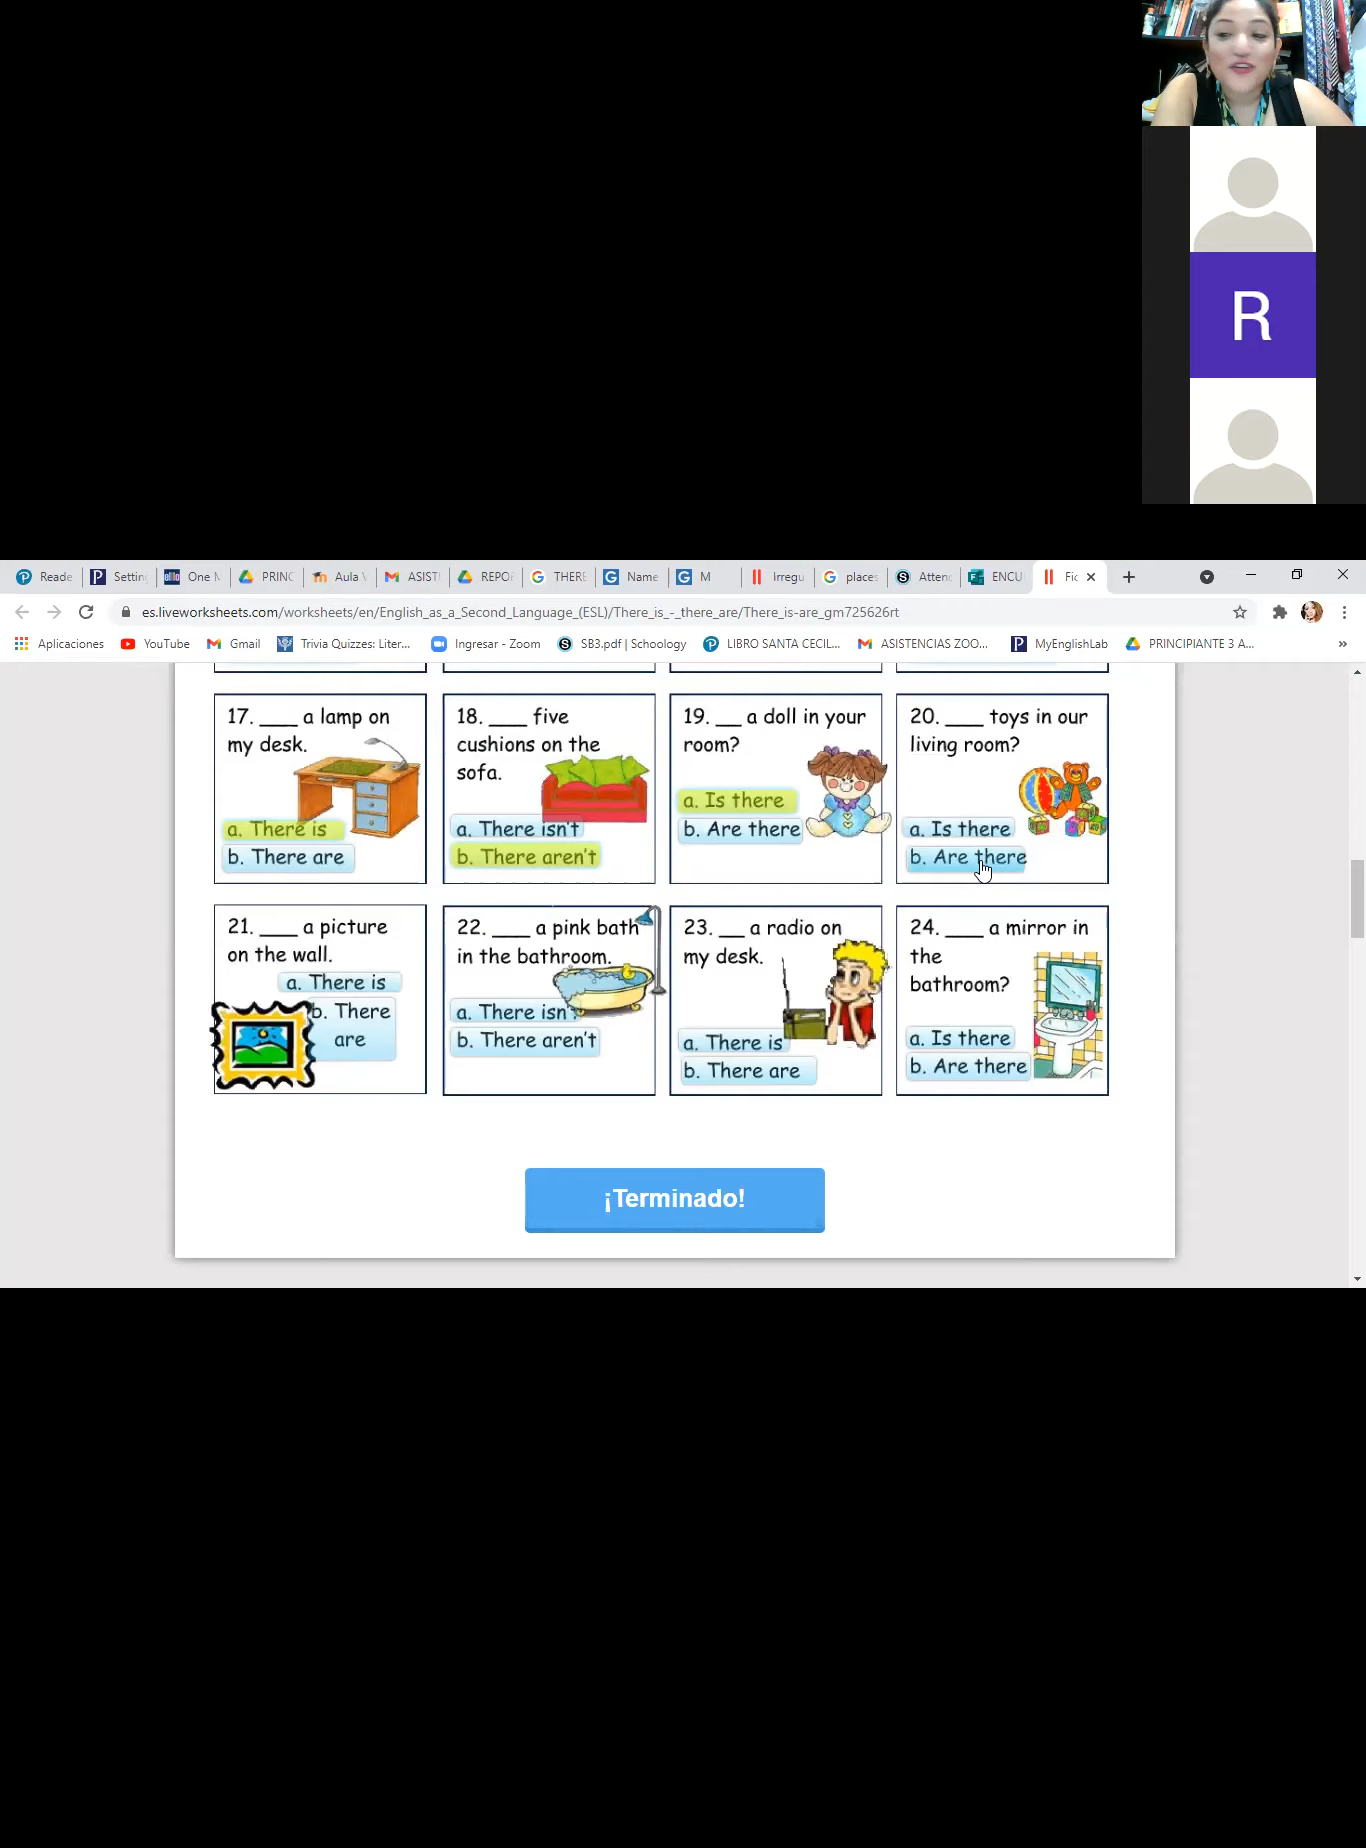 R
Reade
Settin
One M
PRINC
Aula V
ASIST
REPO
THERE
Name
M
Irregu
places
Atten
ENCU
Fic
es.liveworksheets.com/worksheets/en/English_as_a_Second_Language_(ESL)/There_is_-_there_are/There_is-are_gm725626rt
Aplicaciones
YouTube
Gmail
Trivia Quizzes: Liter...
Ingresar - Zoom
SB3.pdf | Schoology
LIBRO SANTA CECIL...
ASISTENCIAS ZOO...
MyEnglishLab
PRINCIPIANTE 3 A...
»
17. ___ a lamp on
my desk.
a. There is
b. There are
18. ___ five
cushions on the
sofa.
a. There isn't
b. There aren't
19. __ a doll in your
room?
a. Is there
b. Are there
20. ___ toys in our
living room?
a. Is there
b. Are there
21. ___ a picture
on the wall.
a. There is
b. There
are
22. ___ a pink bath
in the bathroom.
a. There isn't
b. There aren't
23. __ a radio on
my desk.
a. There is
b. There are
24. ___ a mirror in
the
bathroom?
a. Is there
b. Are there
¡Terminado!